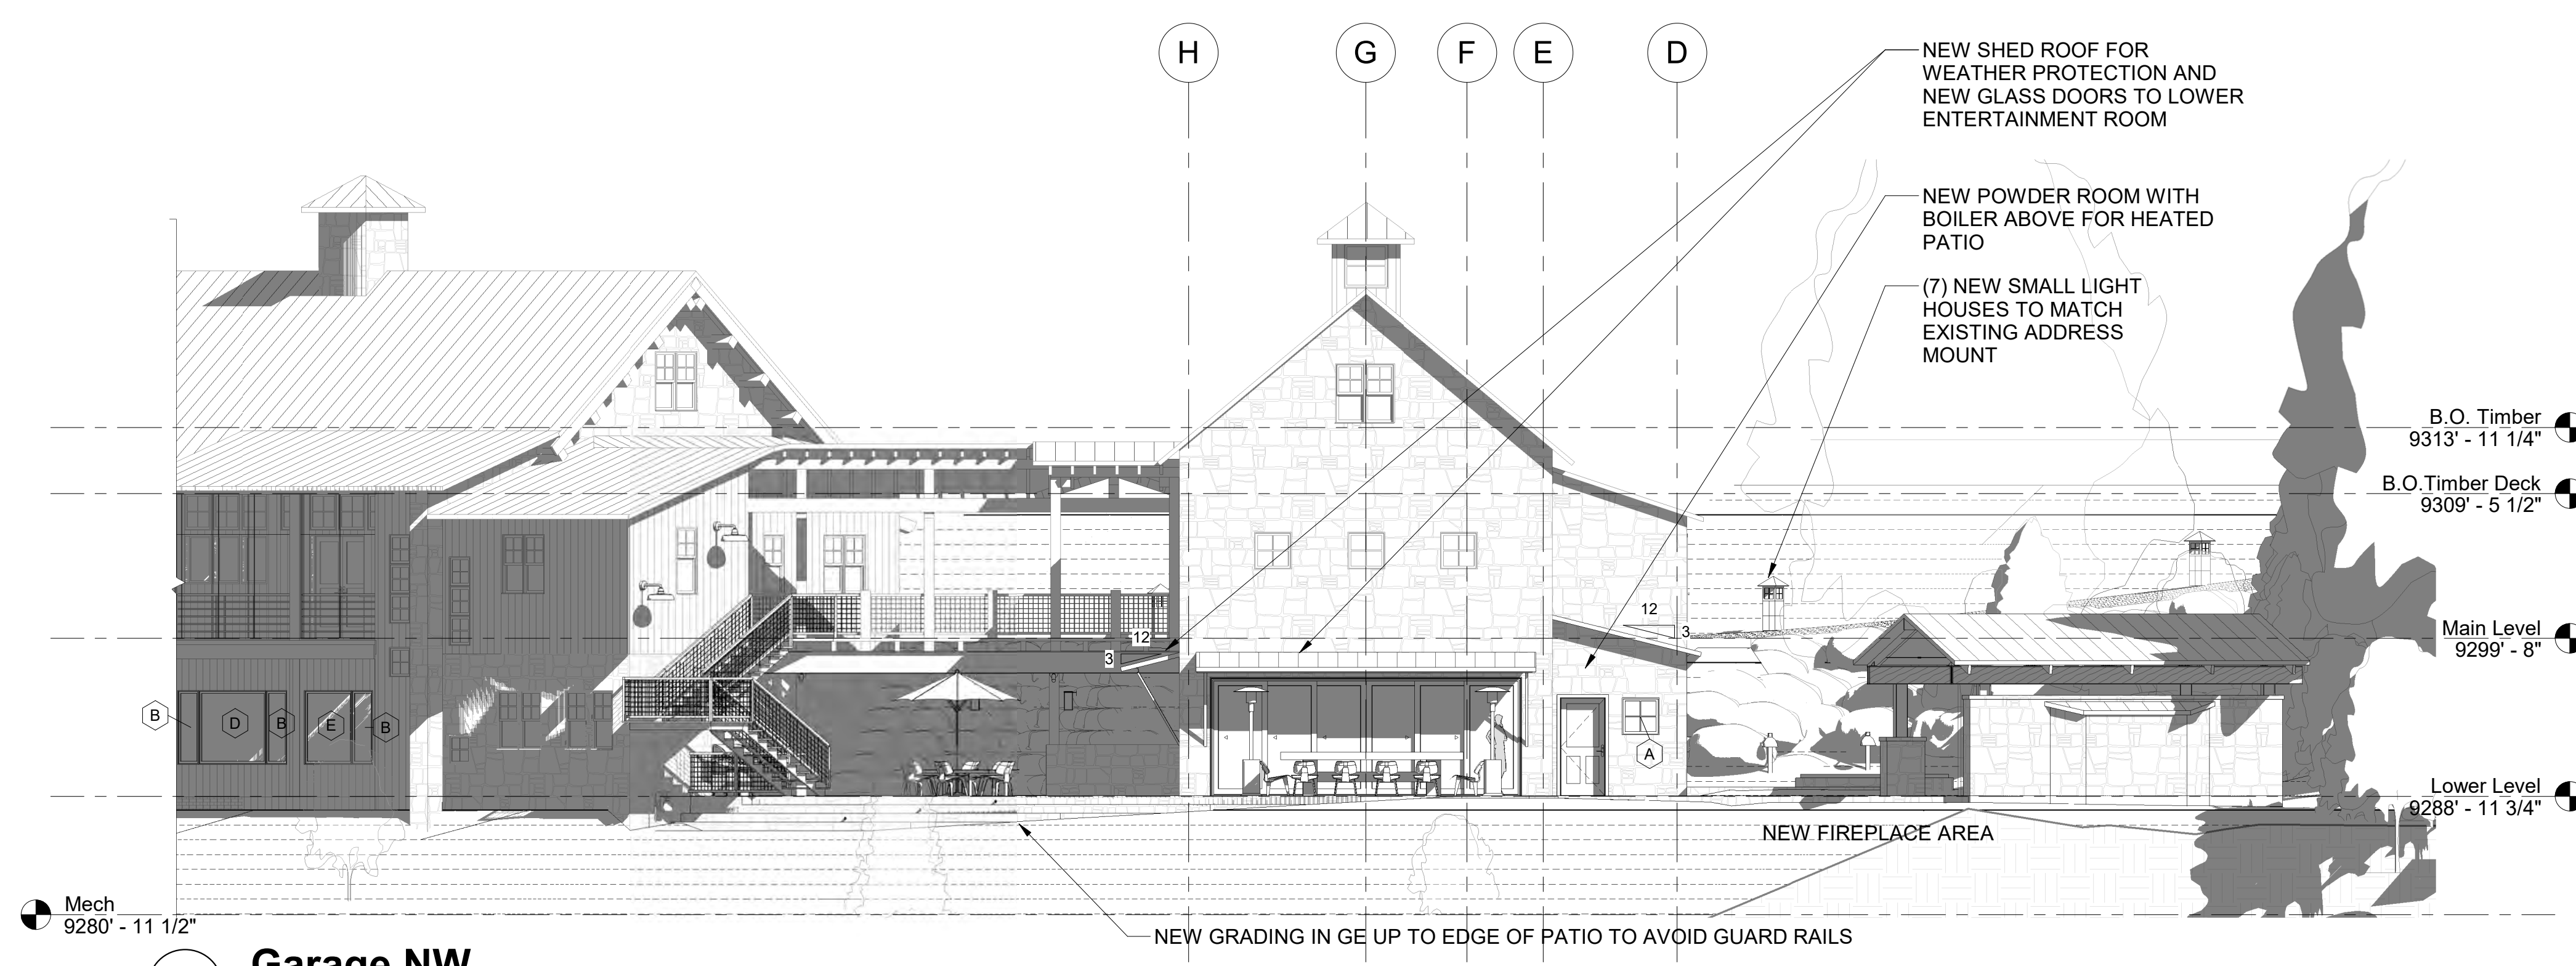 H
G
F
E
D
NEW SHED ROOF FOR
WEATHER PROTECTION AND
NEW GLASS DOORS TO LOWER
ENTERTAINMENT ROOM
NEW POWDER ROOM WITH
BOILER ABOVE FOR HEATED
PATIO
(7) NEW SMALL LIGHT
HOUSES TO MATCH
EXISTING ADDRESS
MOUNT
B.O. Timber
9313' - 11 1/4"
B.O.Timber Deck
9309' - 5 1/2"
12
3
12
3
Main Level
9299' - 8"
B
D
B
E
B
A
Lower Level
9288' - 11 3/4"
NEW FIREPLACE AREA
Mech
9280' - 11 1/2"
NEW GRADING IN GE UP TO EDGE OF PATIO TO AVOID GUARD RAILS
Garage NW